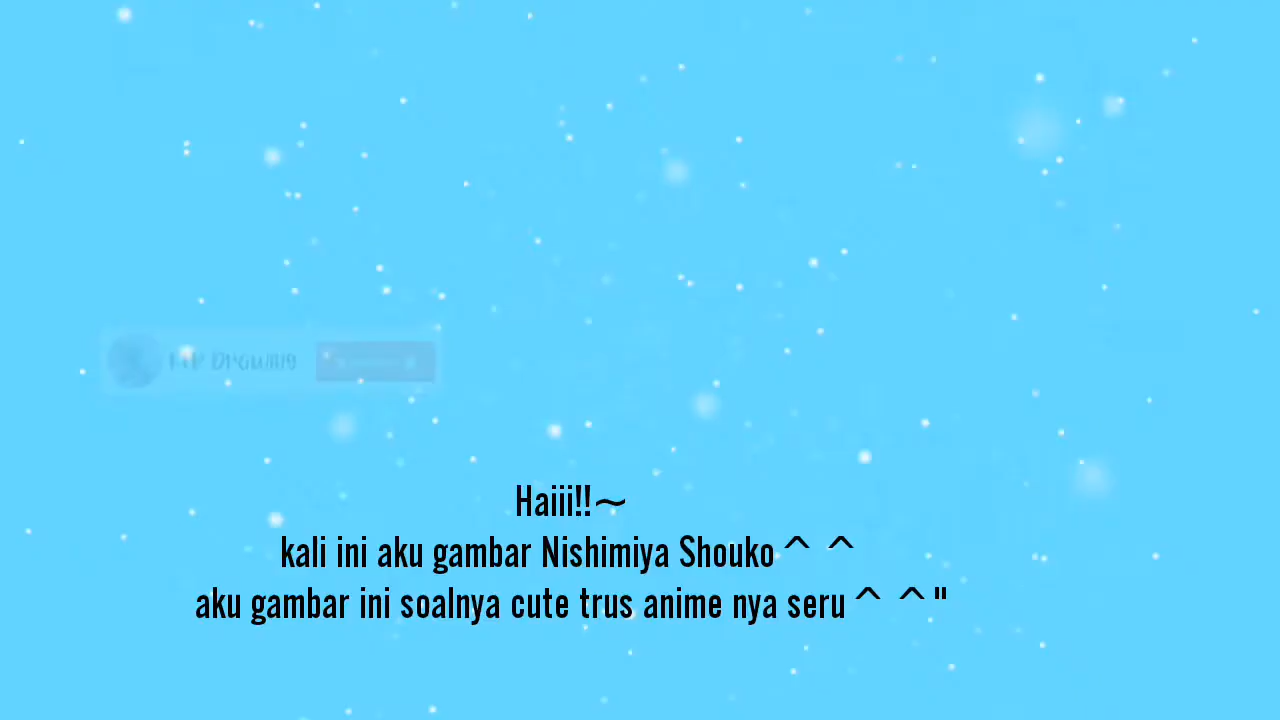 Haiii!!~
kali ini aku gambar Nishimiya Shouko ^ ^
aku gambar ini soalnya cute trus anime nya seru ^ ^"